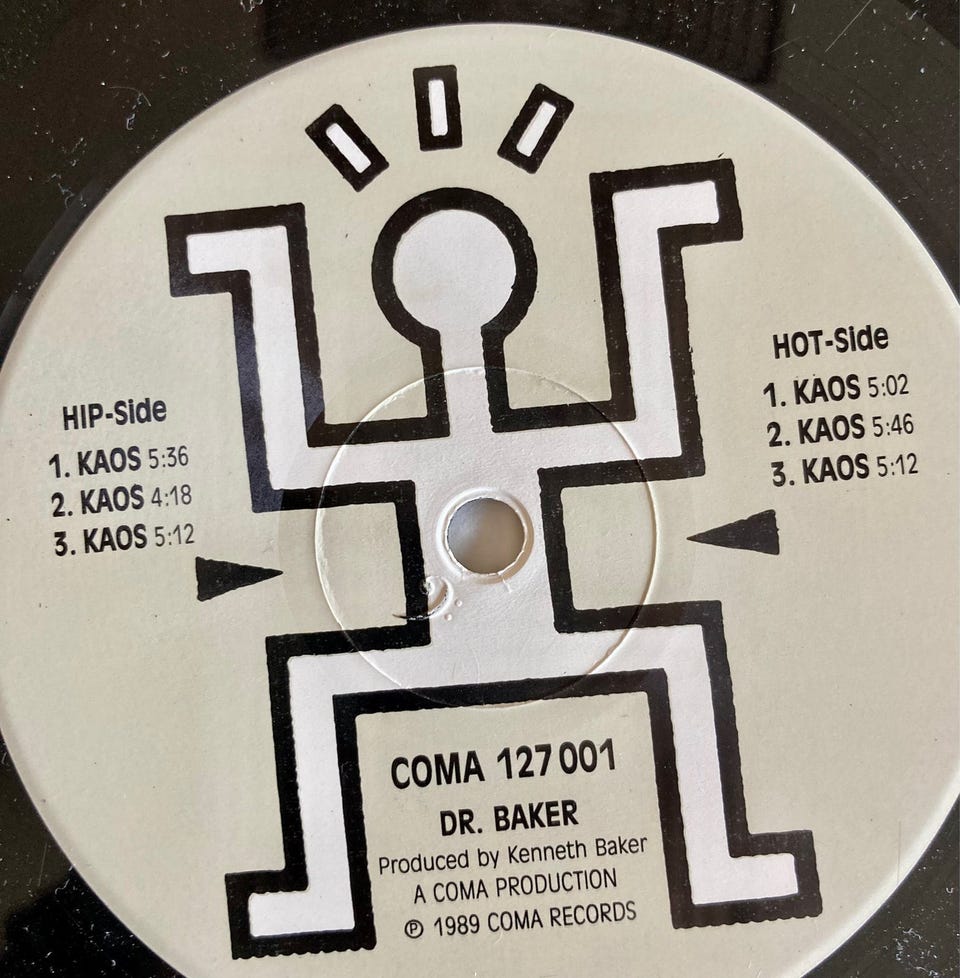 HIP-Side
1. KAOS 5:36
2. KAOS 4:18
3. KAOS 5:12
HOT-Side
1. KAOS 5:02
2. KAOS 5:46
3. KAOS 5:12
COMA 127 001
DR. BAKER
Produced by Kenneth Baker
A COMA PRODUCTION
℗ 1989 COMA RECORDS